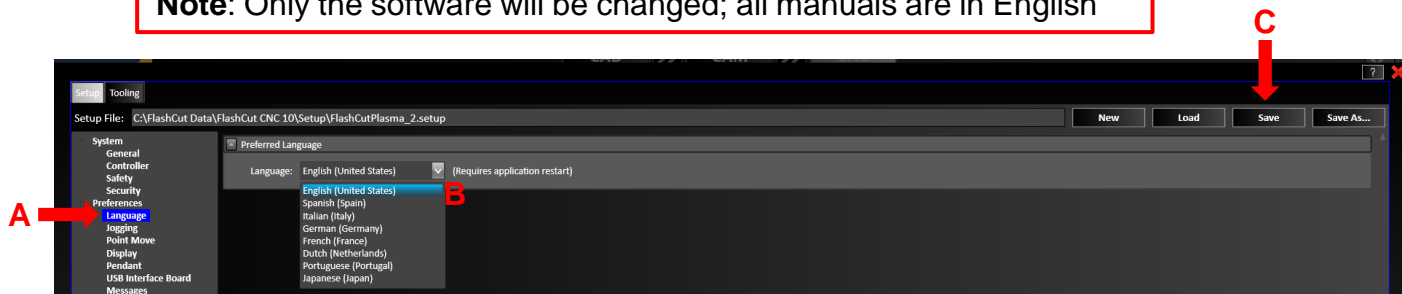 Note: Only the software will be changed; all manuals are in English
C
CAD CAM
?
Setup Tooling
Setup File: C:\FlashCut Data\FlashCut CNC 10\Setup\FlashCutPlasma_2.setup New Load Save Save As...
System
General
Controller
Safety
Security
Preferences
Language
Jogging
Point Move
Display
Pendant
USB Interface Board
Messages
A
Preferred Language
Language: English (United States) (Requires application restart)
B
English (United States)
Spanish (Spain)
Italian (Italy)
German (Germany)
French (France)
Dutch (Netherlands)
Portuguese (Portugal)
Japanese (Japan)